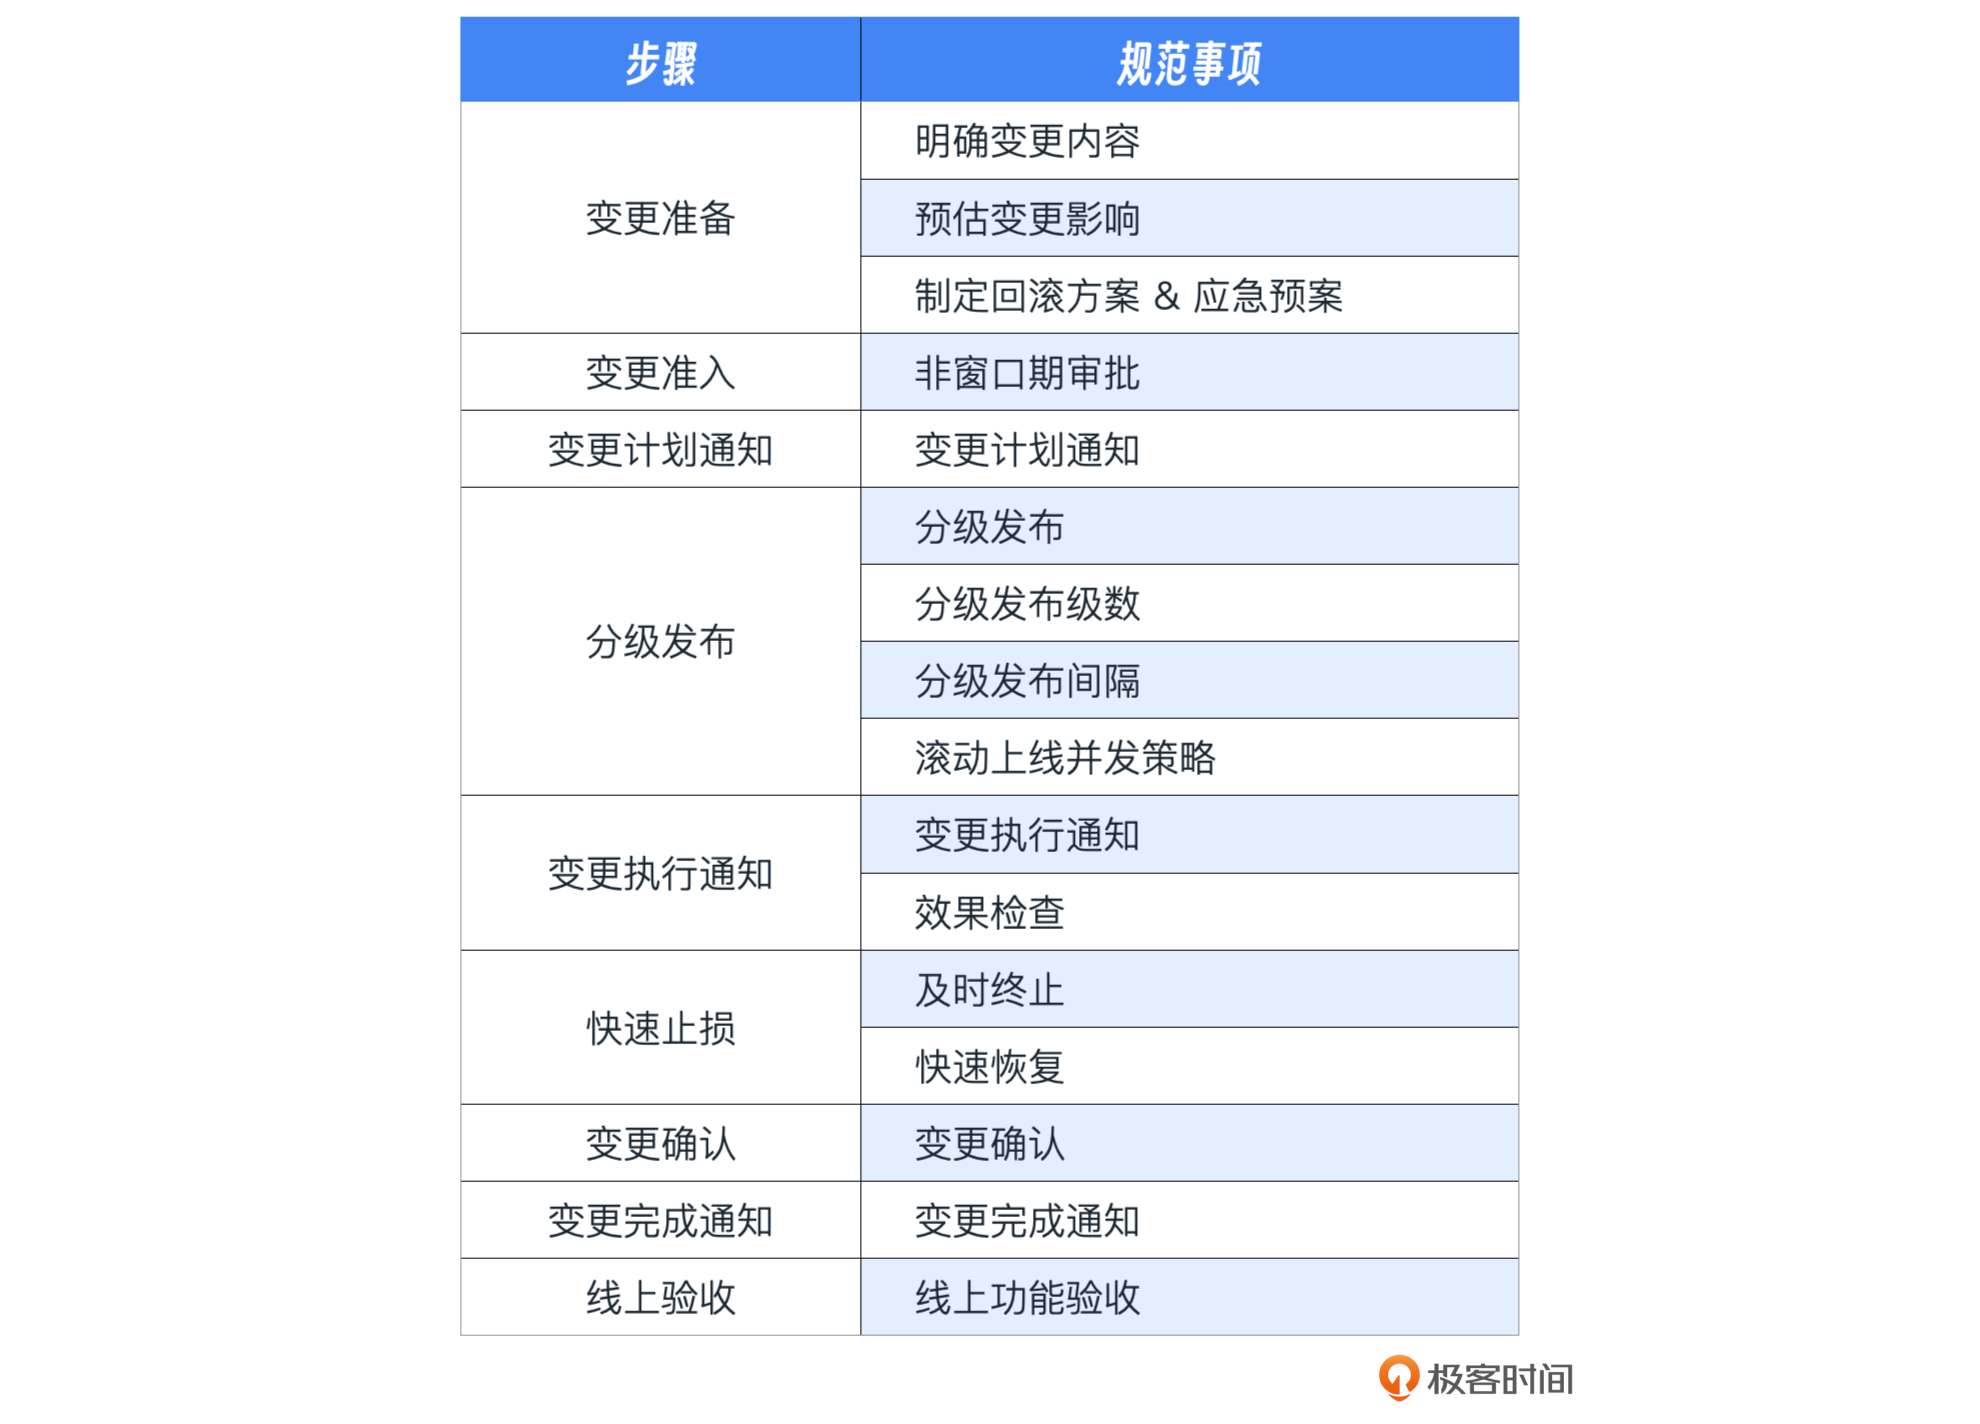 步骤 规范事项
变更准备
明确变更内容
预估变更影响
制定回滚方案 & 应急预案
变更准入 非窗口期审批
变更计划通知 变更计划通知
分级发布
分级发布
分级发布级数
分级发布间隔
滚动上线并发策略
变更执行通知
变更执行通知
效果检查
快速止损
及时终止
快速恢复
变更确认 变更确认
变更完成通知 变更完成通知
线上验收 线上功能验收
极客时间